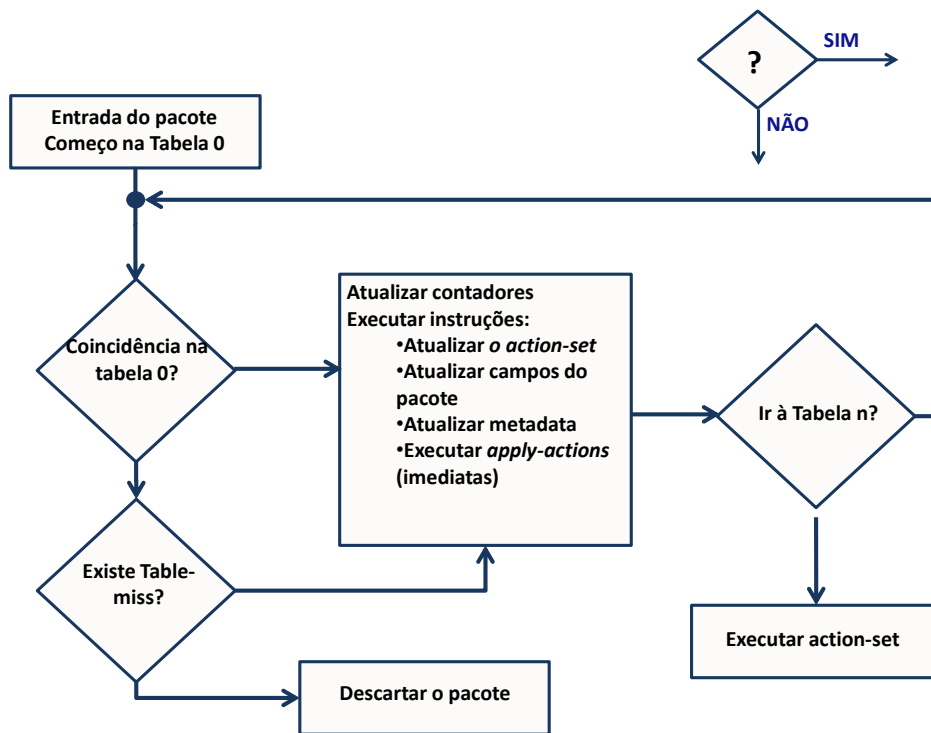 ?
SIM
NÃO
Entrada do pacote
Começo na Tabela 0
Coincidência na
tabela 0?
Atualizar contadores
Executar instruções:
•Atualizar o action-set
•Atualizar campos do
pacote
•Atualizar metadata
•Executar apply-actions
(imediatas)
Ir à Tabela n?
Existe Table-
miss?
Executar action-set
Descartar o pacote